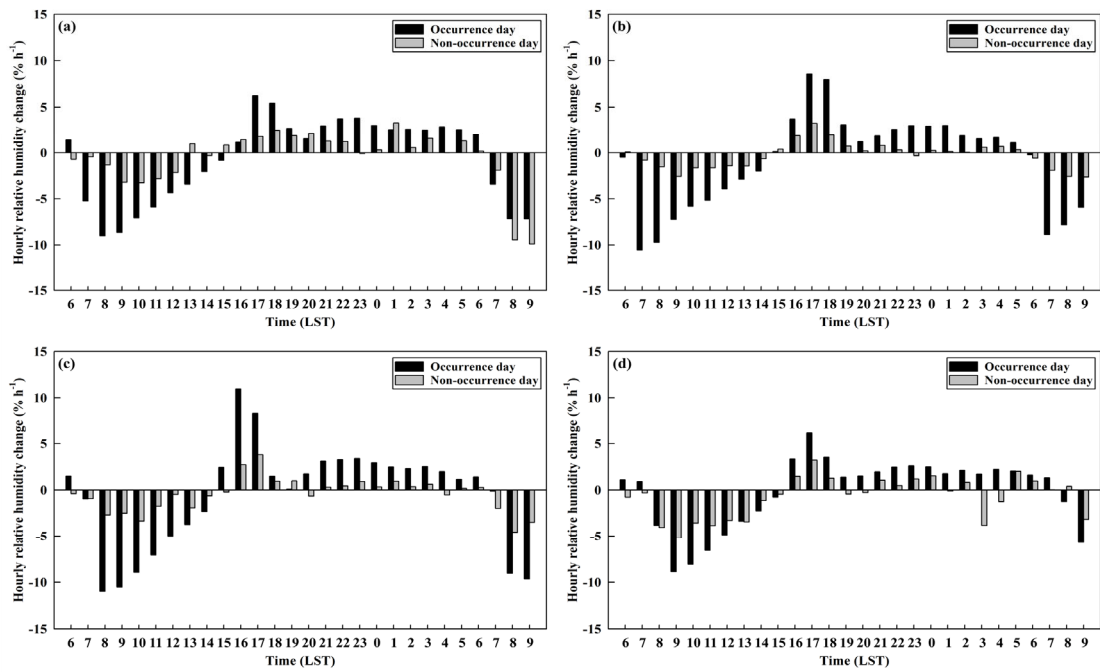 (a)
Occurrence day
Non-occurrence day
Hourly relative humidity change (% h⁻¹)
15
10
5
0
-5
-10
-15
6 7 8 9 10 11 12 13 14 15 16 17 18 19 20 21 22 23 0 1 2 3 4 5 6 7 8 9
Time (LST)
(b)
Occurrence day
Non-occurrence day
Hourly relative humidity change (% h⁻¹)
15
10
5
0
-5
-10
-15
6 7 8 9 10 11 12 13 14 15 16 17 18 19 20 21 22 23 0 1 2 3 4 5 6 7 8 9
Time (LST)
(c)
Occurrence day
Non-occurrence day
Hourly relative humidity change (% h⁻¹)
15
10
5
0
-5
-10
-15
6 7 8 9 10 11 12 13 14 15 16 17 18 19 20 21 22 23 0 1 2 3 4 5 6 7 8 9
Time (LST)
(d)
Occurrence day
Non-occurrence day
Hourly relative humidity change (% h⁻¹)
15
10
5
0
-5
-10
-15
6 7 8 9 10 11 12 13 14 15 16 17 18 19 20 21 22 23 0 1 2 3 4 5 6 7 8 9
Time (LST)